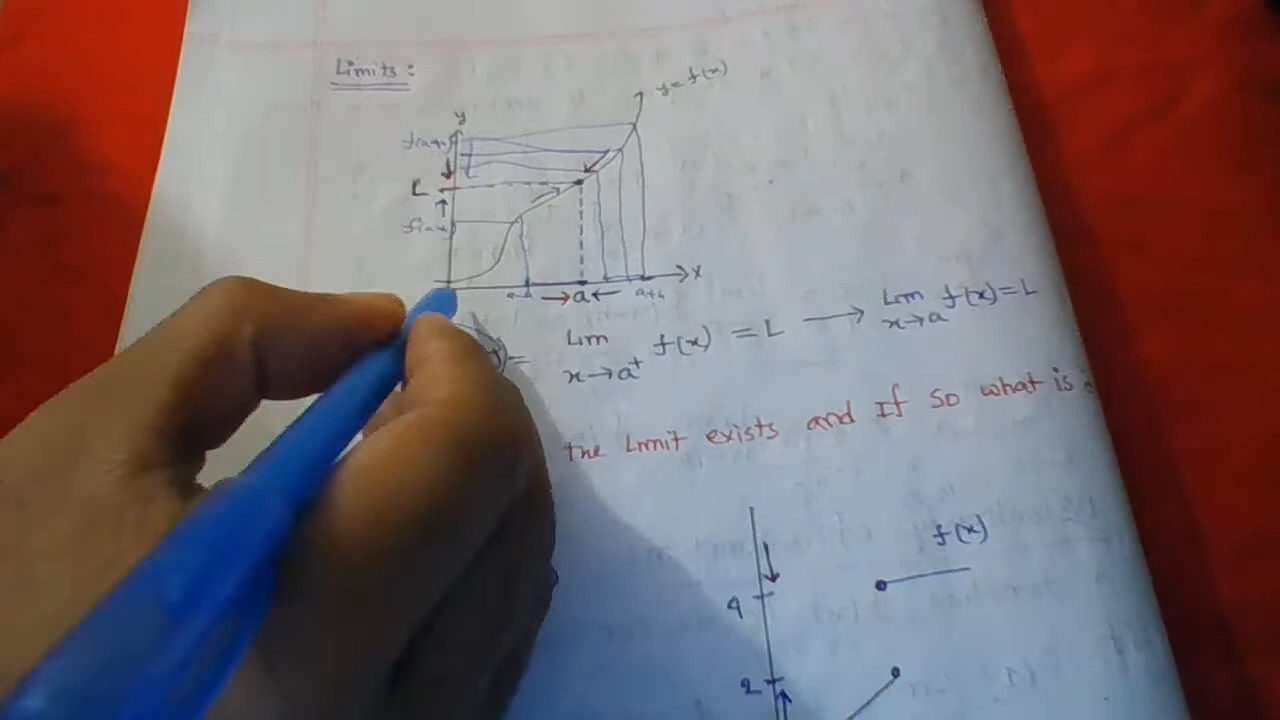 Limits:
y = f(x)
y
L
x
a-h → a ← a+h
)= Lim x→a⁺ f(x) = L → Lim x→a f(x) = L
the Limit exists and If so what is
f(x)
4
2